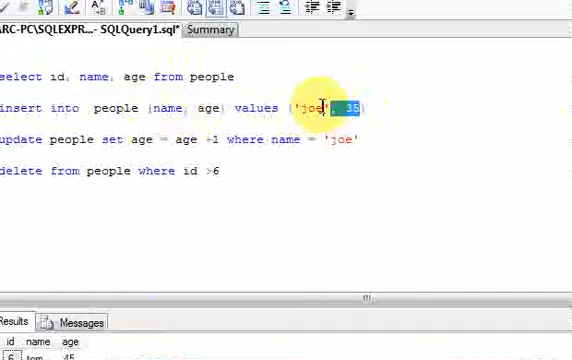 ARC-PC\SQLEXPR...- SQLQuery1.sql* Summary
select id, name, age from people
insert into people (name, age) values ('joe', 35)
update people set age = age +1 where name = 'joe'
delete from people where id >6
Results Messages
id name age
6 tom 45